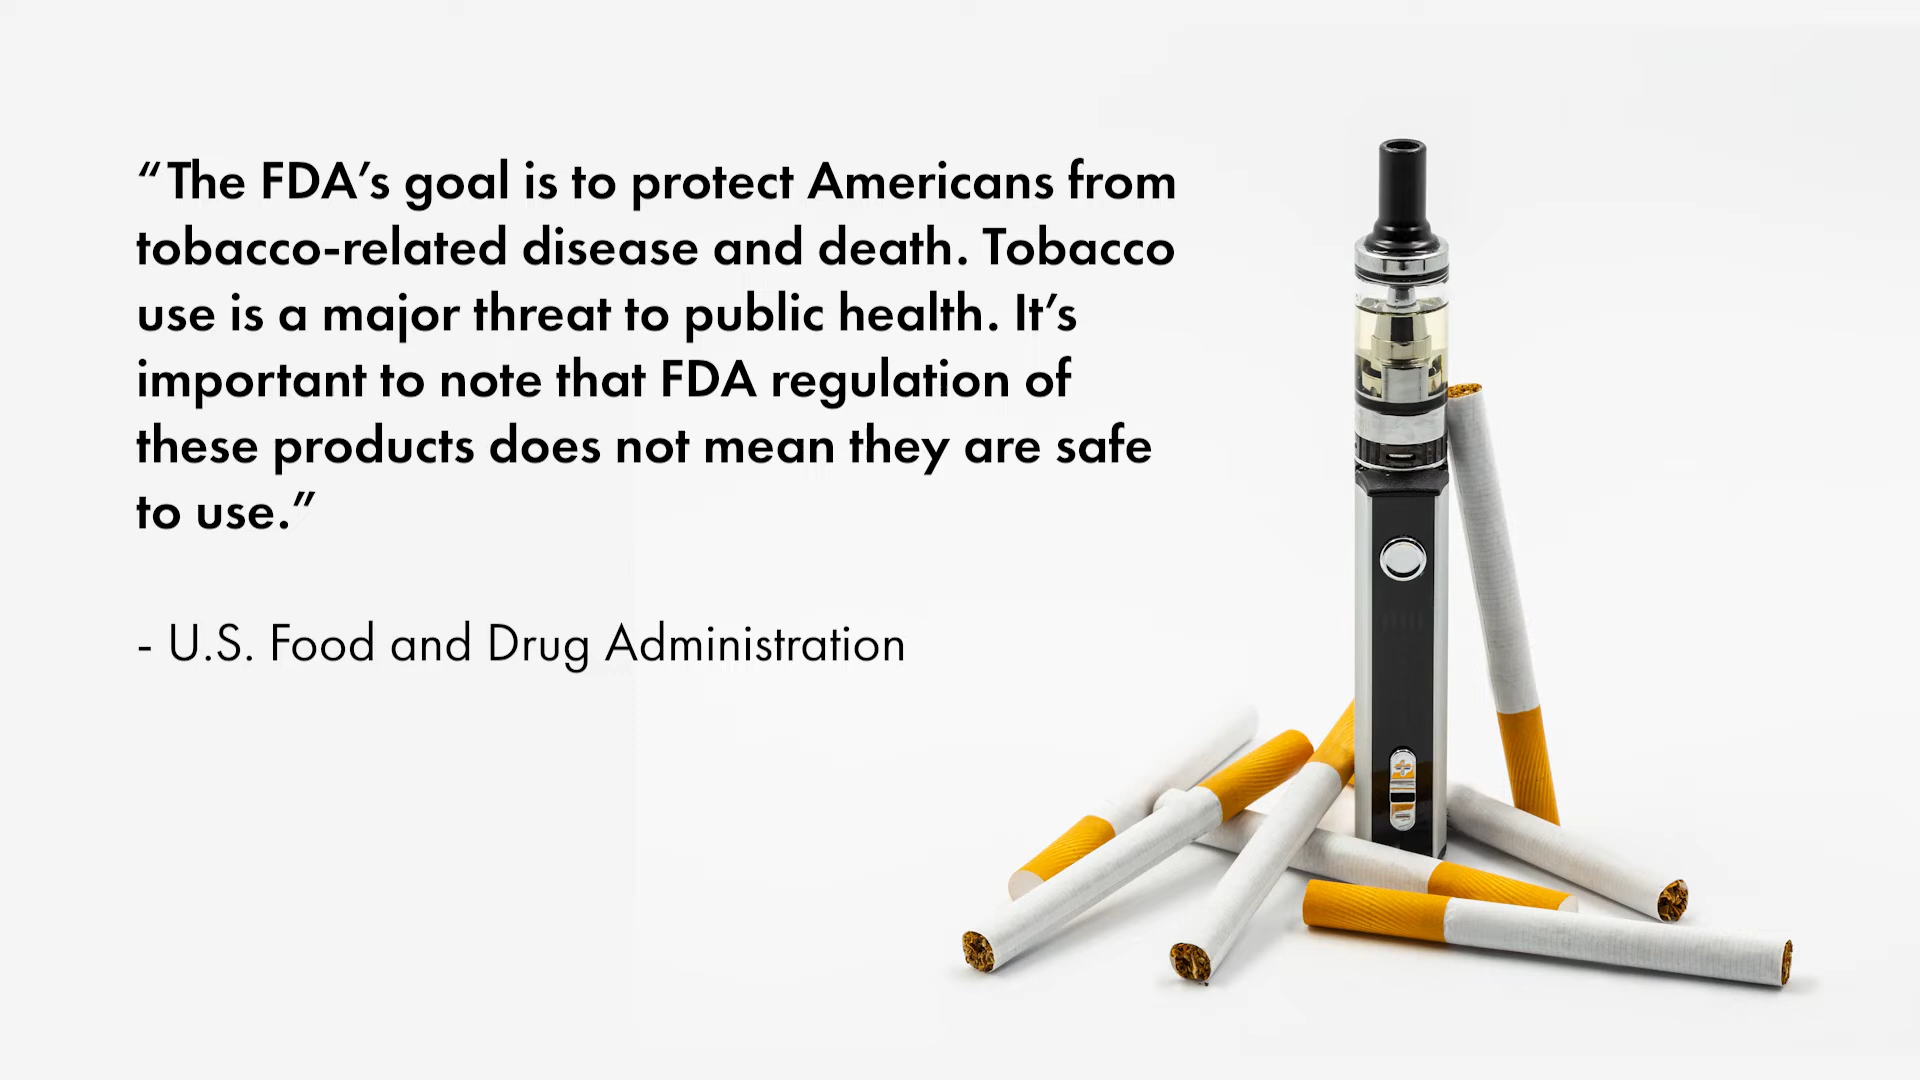 “The FDA’s goal is to protect Americans from
tobacco-related disease and death. Tobacco
use is a major threat to public health. It’s
important to note that FDA regulation of
these products does not mean they are safe
to use.”
- U.S. Food and Drug Administration